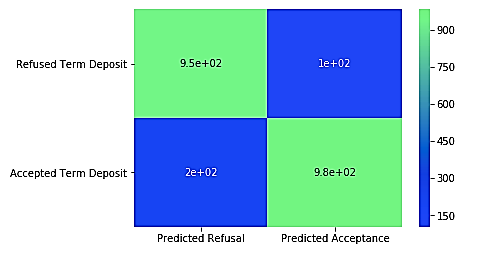 Refused Term Deposit
9.5e+02
1e+02
Accepted Term Deposit
2e+02
9.8e+02
Predicted Refusal
Predicted Acceptance
900
750
600
450
300
150